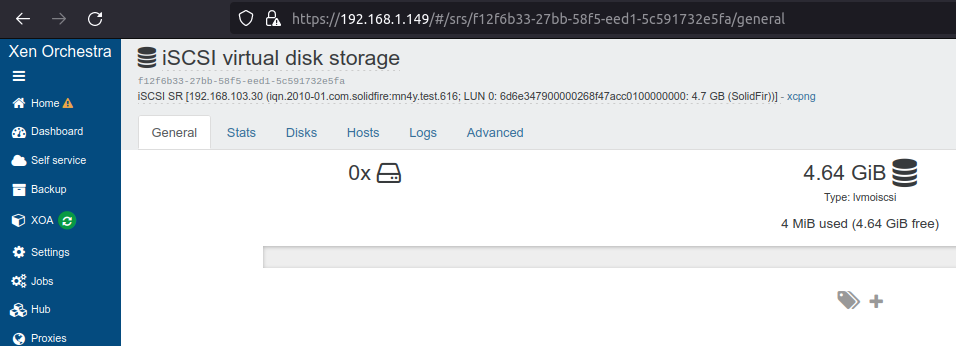 https://192.168.1.149/#/srs/f12f6b33-27bb-58f5-eed1-5c591732e5fa/general
Xen Orchestra
Home
Dashboard
Self service
Backup
XOA
Settings
Jobs
Hub
Proxies
iSCSI virtual disk storage
f12f6b33-27bb-58f5-eed1-5c591732e5fa
iSCSI SR [192.168.103.30 (iqn.2010-01.com.solidfire:mn4y.test.616; LUN 0: 6d6e347900000268f47acc0100000000: 4.7 GB (SolidFir))] - xcpng
General Stats Disks Hosts Logs Advanced
0x
4.64 GiB
Type: lvmoiscsi
4 MiB used (4.64 GiB free)